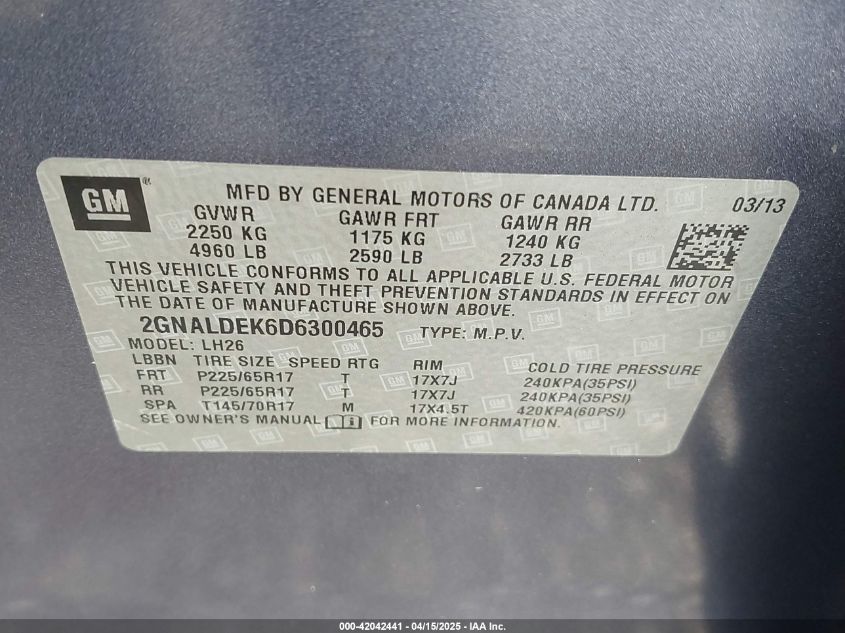 GM®
MFD BY GENERAL MOTORS OF CANADA LTD. 03/13
GVWR GAWR FRT GAWR RR
2250 KG 1175 KG 1240 KG
4960 LB 2590 LB 2733 LB
THIS VEHICLE CONFORMS TO ALL APPLICABLE U.S. FEDERAL MOTOR
VEHICLE SAFETY AND THEFT PREVENTION STANDARDS IN EFFECT ON
THE DATE OF MANUFACTURE SHOWN ABOVE.
2GNALDEK6D6300465 TYPE: M.P.V.
MODEL: LH26
LBBN TIRE SIZE SPEED RTG RIM COLD TIRE PRESSURE
FRT P225/65R17 T 17X7J 240KPA(35PSI)
RR P225/65R17 T 17X7J 240KPA(35PSI)
SPA T145/70R17 M 17X4.5T 420KPA(60PSI)
SEE OWNER'S MANUAL FOR MORE INFORMATION.
000-42042441 - 04/15/2025 - IAA Inc.